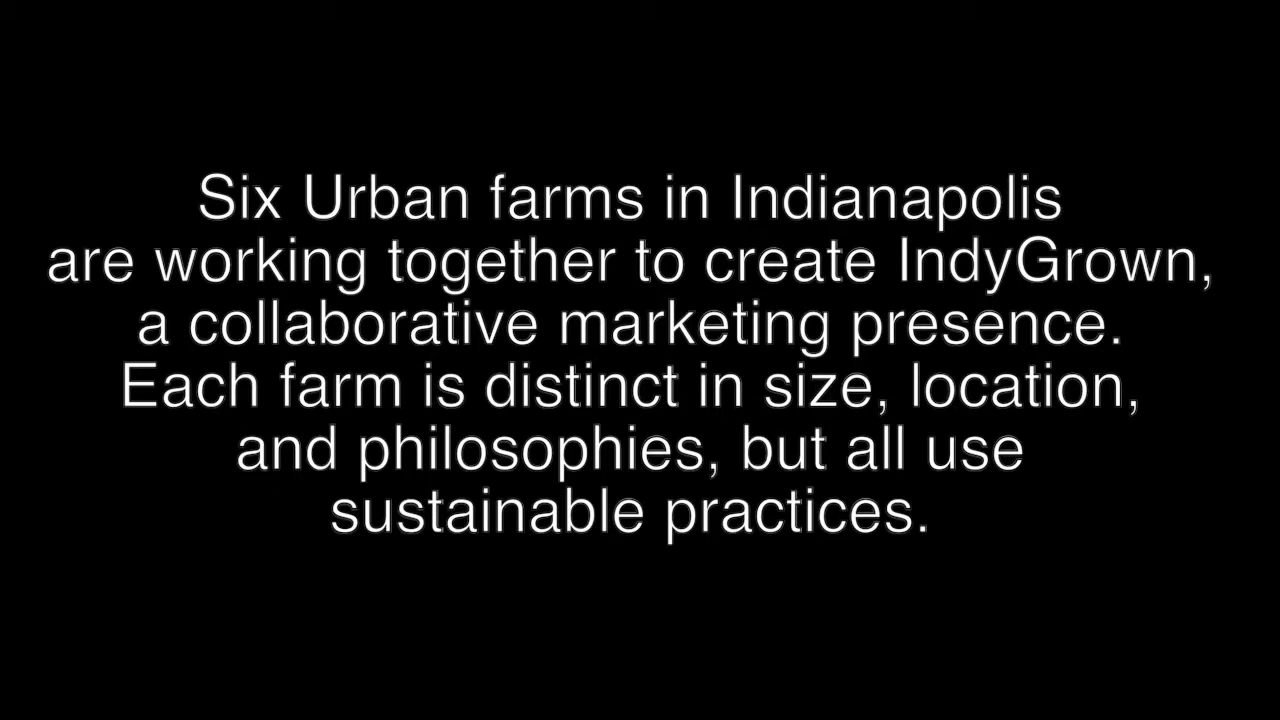 Six Urban farms in Indianapolis
are working together to create IndyGrown,
a collaborative marketing presence.
Each farm is distinct in size, location,
and philosophies, but all use
sustainable practices.